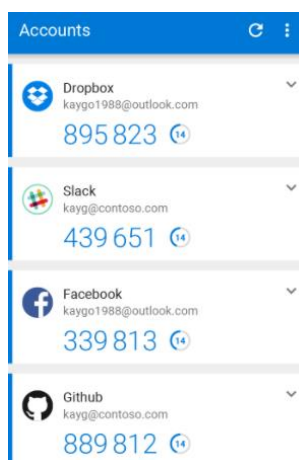 Accounts
Dropbox
kaygo1988@outlook.com
895 823 14
Slack
kayg@contoso.com
439 651 14
Facebook
kaygo1988@outlook.com
339 813 14
Github
kayg@contoso.com
889 812 14